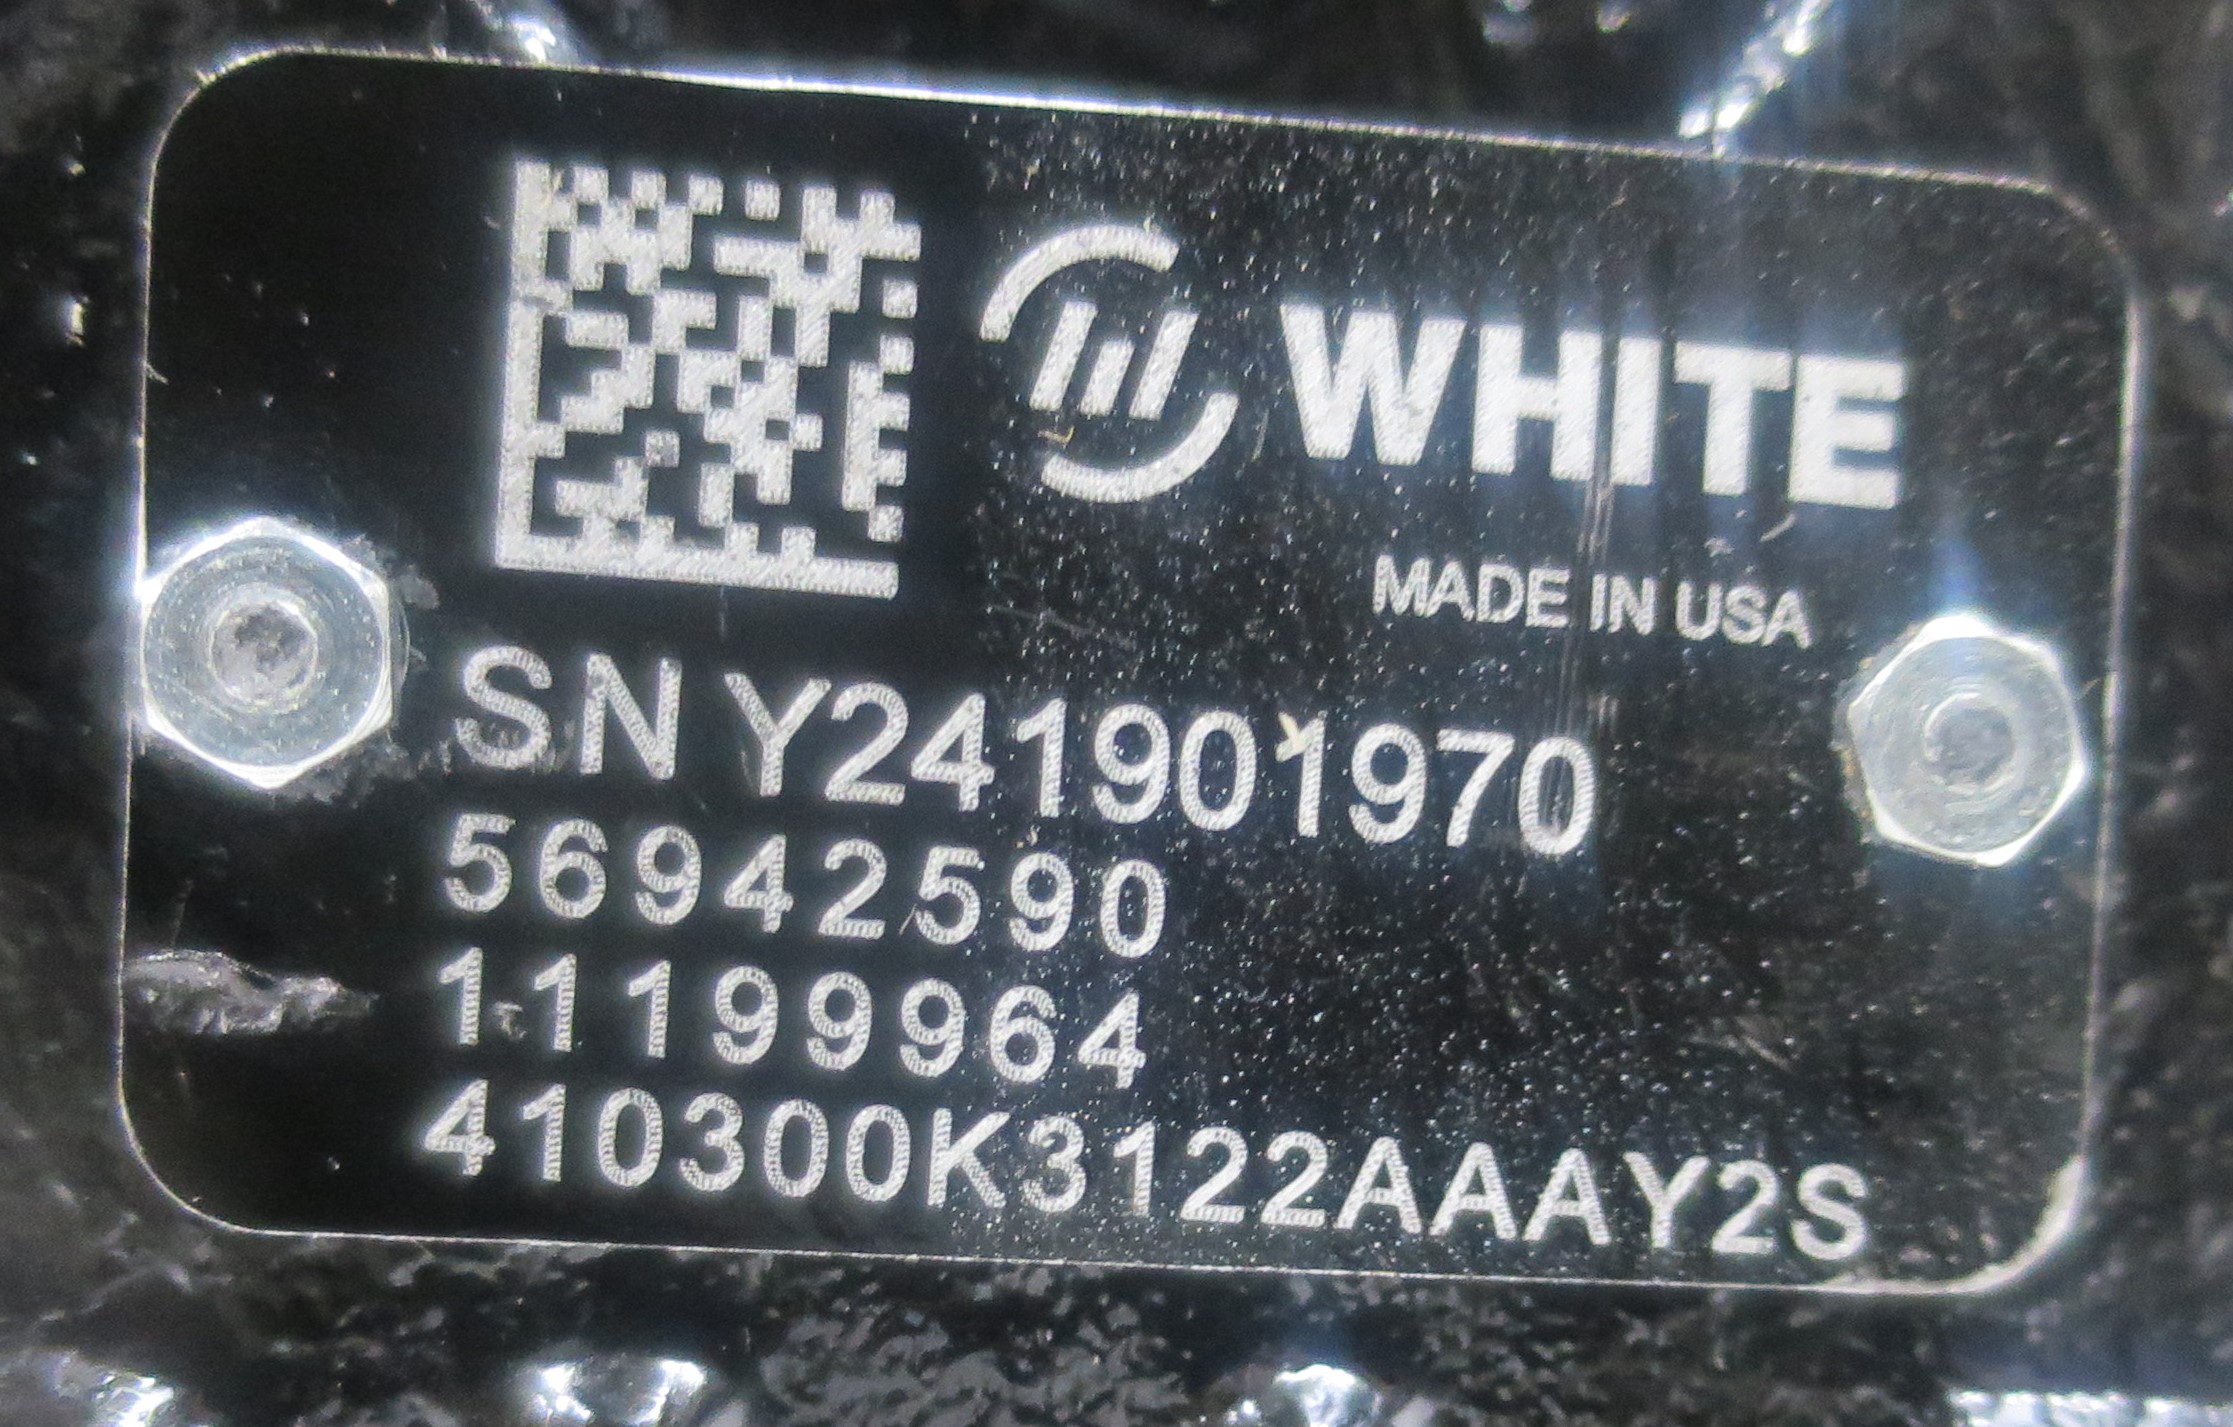 WHITE
MADE IN USA
SN Y241901970
56942590
11199964
410300K3122AAAY2S